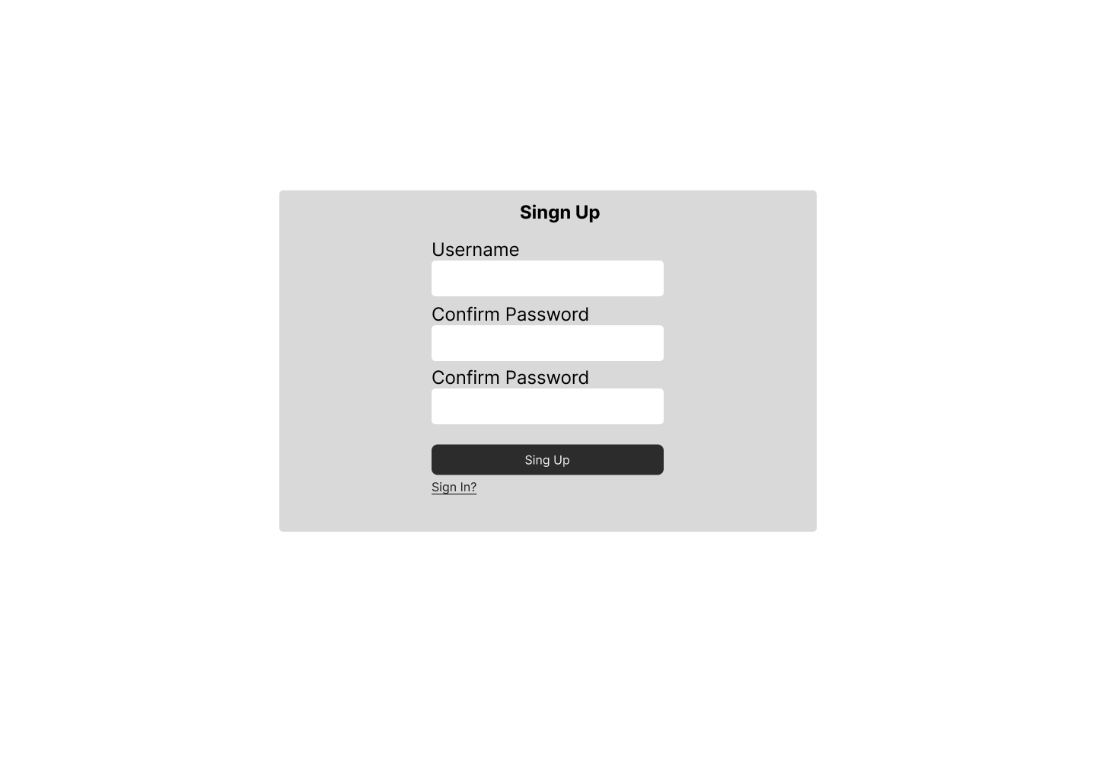 Singn Up
Username
Confirm Password
Confirm Password
Sing Up
Sign In?